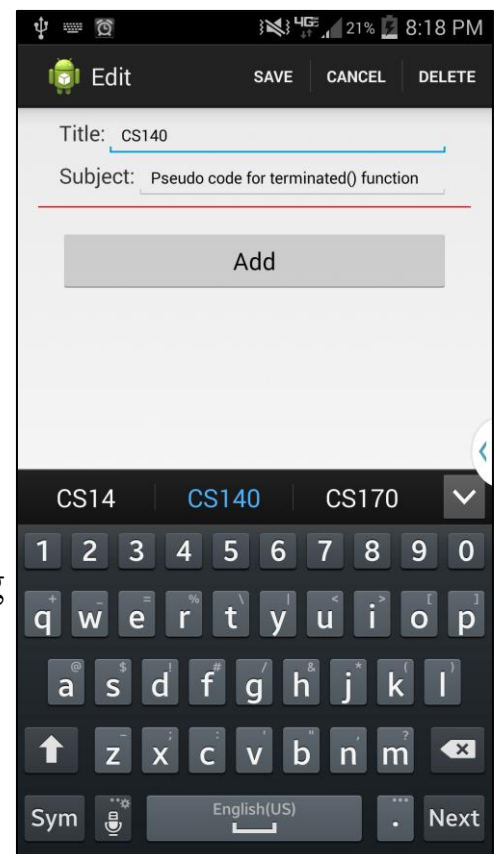 4GE 21% 8:18 PM
Edit SAVE CANCEL DELETE
Title: CS140
Subject: Pseudo code for terminated() function
Add
CS14 CS140 CS170
1 2 3 4 5 6 7 8 9 0
+ _ = % \ | < > [ ]
q w e r t y u i o p
@ $ ! # / & * ( )
a s d f g h j k l
- ; : ' " , ?
z x c v b n m
English(US)
Sym . Next
g